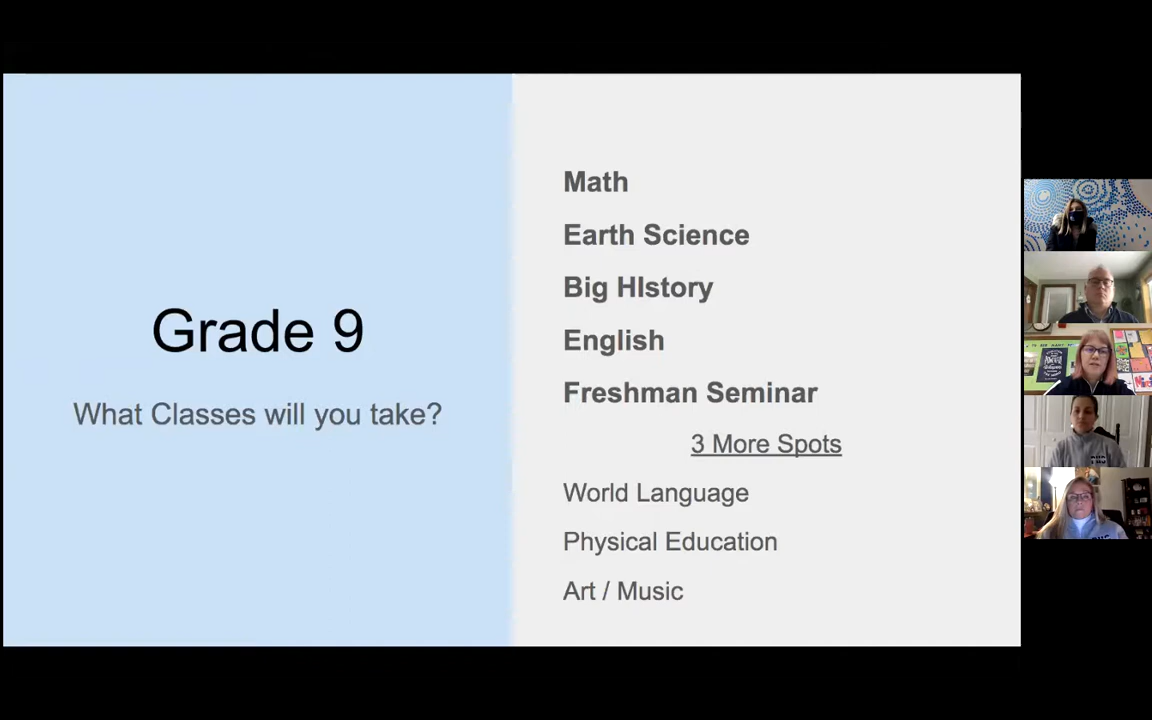 Grade 9
What Classes will you take?
Math
Earth Science
Big HIstory
English
Freshman Seminar
3 More Spots
World Language
Physical Education
Art / Music